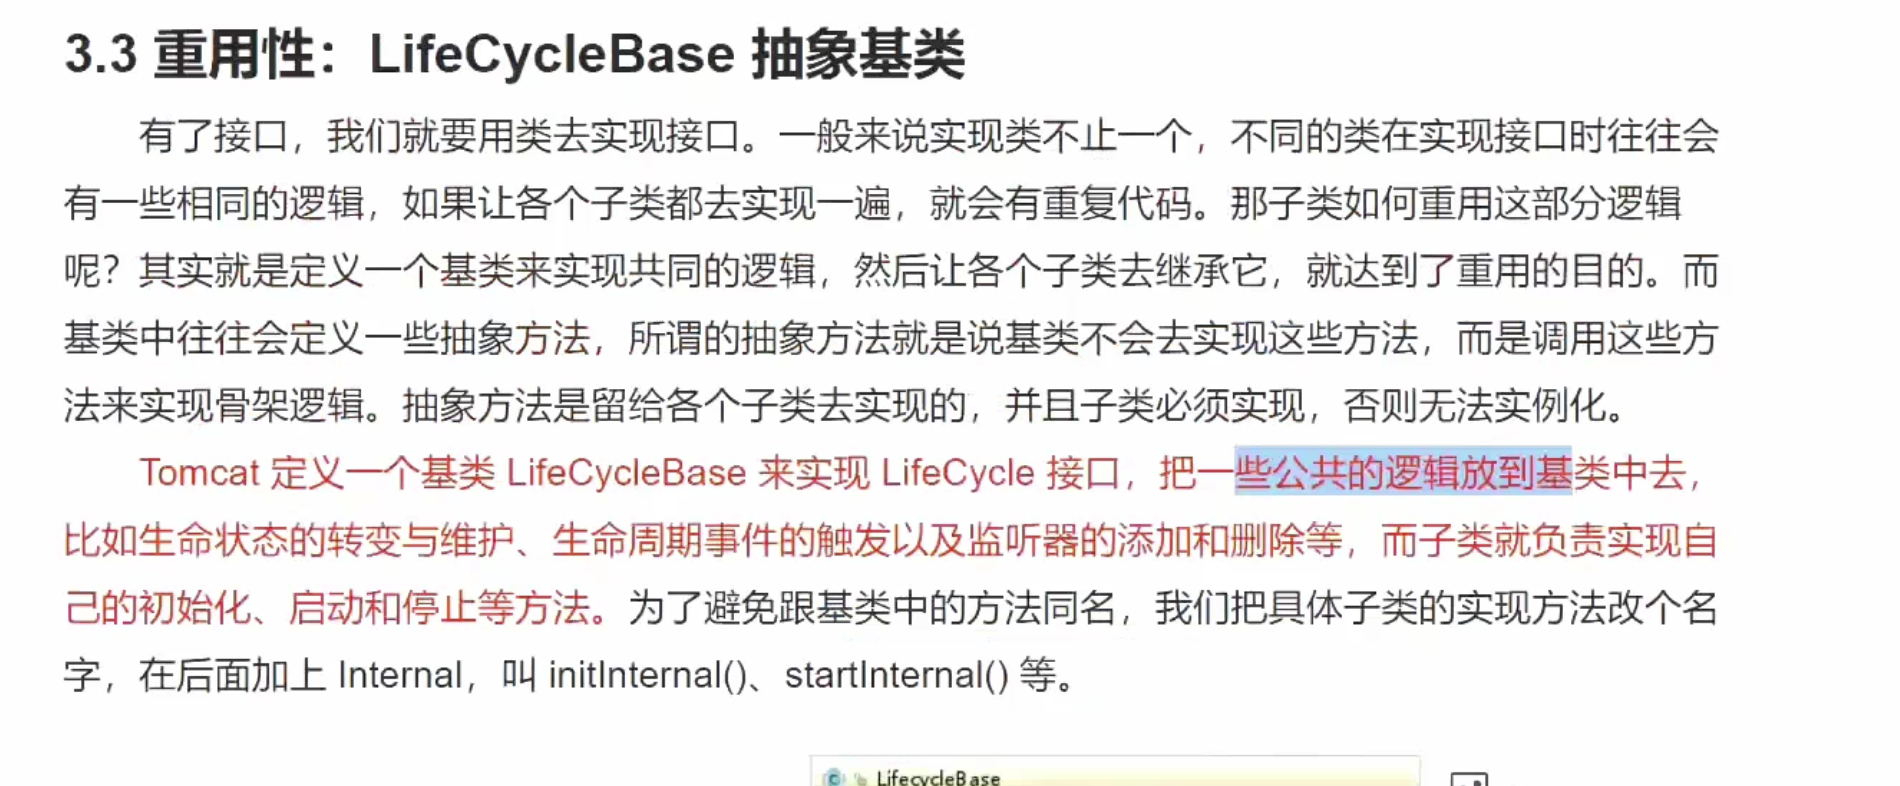 3.3 重用性：LifeCycleBase 抽象基类
有了接口，我们就要用类去实现接口。一般来说实现类不止一个，不同的类在实现接口时往往会
有一些相同的逻辑，如果让各个子类都去实现一遍，就会有重复代码。那子类如何重用这部分逻辑
呢？其实就是定义一个基类来实现共同的逻辑，然后让各个子类去继承它，就达到了重用的目的。而
基类中往往会定义一些抽象方法，所谓的抽象方法就是说基类不会去实现这些方法，而是调用这些方
法来实现骨架逻辑。抽象方法是留给各个子类去实现的，并且子类必须实现，否则无法实例化。
Tomcat 定义一个基类 LifeCycleBase 来实现 LifeCycle 接口，把一些公共的逻辑放到基类中去，
比如生命状态的转变与维护、生命周期事件的触发以及监听器的添加和删除等，而子类就负责实现自
己的初始化、启动和停止等方法。为了避免跟基类中的方法同名，我们把具体子类的实现方法改个名
字，在后面加上 Internal，叫 initInternal()、startInternal() 等。
LifecycleBase